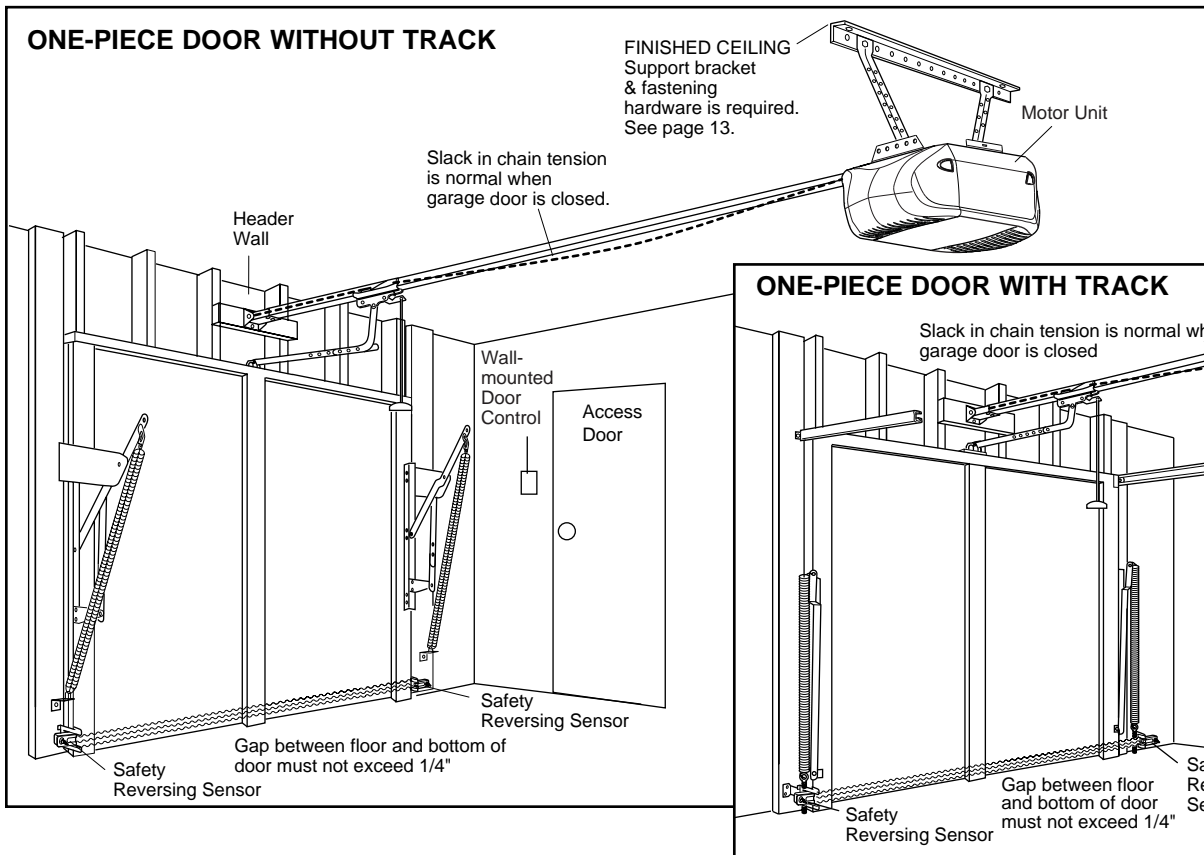 ONE-PIECE DOOR WITHOUT TRACK
FINISHED CEILING
Support bracket
& fastening
hardware is required.
See page 13.
Motor Unit
Slack in chain tension
is normal when
garage door is closed.
Header
Wall
Wall-
mounted
Door
Control
Access
Door
Safety
Reversing Sensor
Gap between floor and bottom of
door must not exceed 1/4"
Safety
Reversing Sensor
ONE-PIECE DOOR WITH TRACK
Slack in chain tension is normal wh
garage door is closed
Gap between floor
and bottom of door
must not exceed 1/4"
Sa
Re
Se
Safety
Reversing Sensor